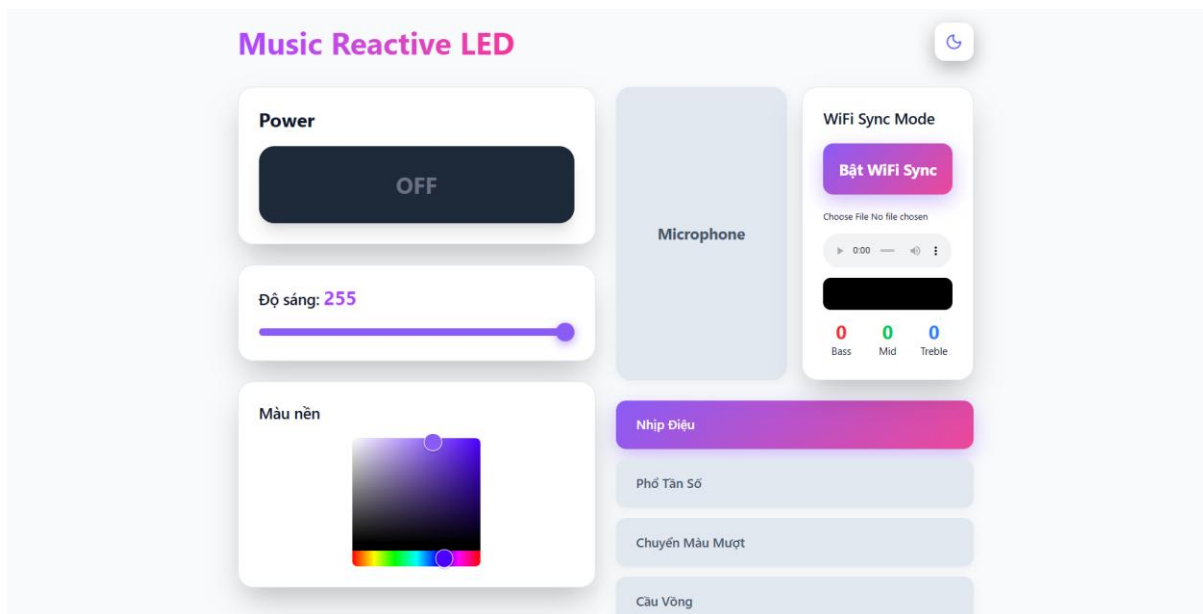 Music Reactive LED
Power
OFF
Độ sáng: 255
Màu nền
Microphone
WiFi Sync Mode
Bật WiFi Sync
Choose File No file chosen
0:00
0 0 0
Bass Mid Treble
Nhịp Điệu
Phổ Tần Số
Chuyển Màu Mượt
Cầu Vồng